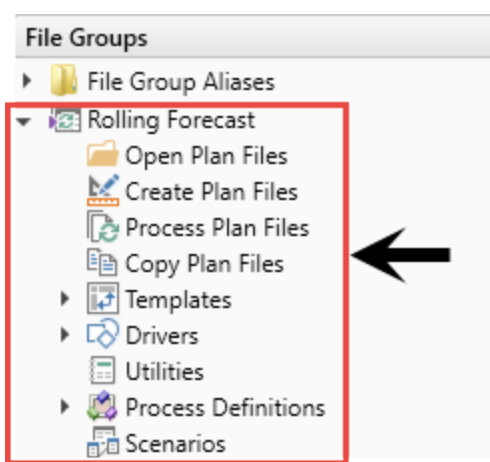 File Groups
File Group Aliases
Rolling Forecast
Open Plan Files
Create Plan Files
Process Plan Files
Copy Plan Files
Templates
Drivers
Utilities
Process Definitions
Scenarios